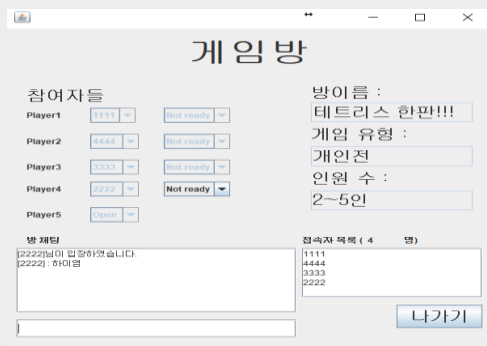 게임방
참여자들
Player1 1111 Not ready
Player2 4444 Not ready
Player3 3333 Not ready
Player4 2222 Not ready
Player5 Open
방이름 :
테트리스 한판!!!
게임 유형 :
개인전
인원 수 :
2~5인
방 채팅
[2222]님이 입장하였습니다.
[2222] : 하이염
접속자 목록 ( 4 명)
1111
4444
3333
2222
나가기